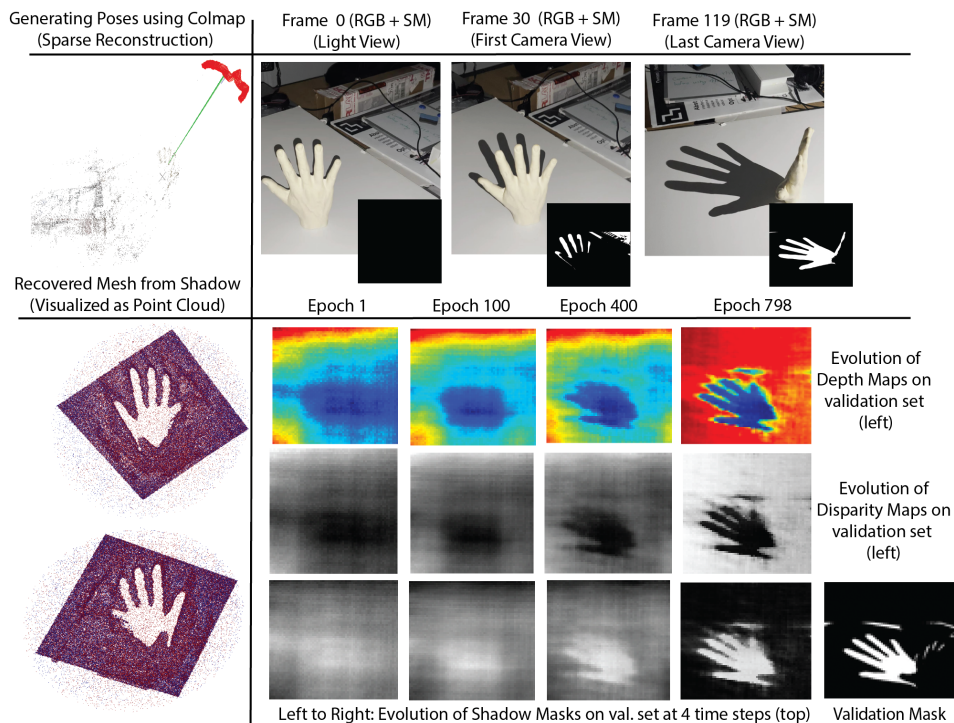 Generating Poses using Colmap
(Sparse Reconstruction)
Frame 0 (RGB + SM)
(Light View)
Frame 30 (RGB + SM)
(First Camera View)
Frame 119 (RGB + SM)
(Last Camera View)
Recovered Mesh from Shadow
(Visualized as Point Cloud)
Epoch 1
Epoch 100
Epoch 400
Epoch 798
Evolution of
Depth Maps on
validation set
(left)
Evolution of
Disparity Maps on
validation set
(left)
Left to Right: Evolution of Shadow Masks on val. set at 4 time steps (top)
Validation Mask